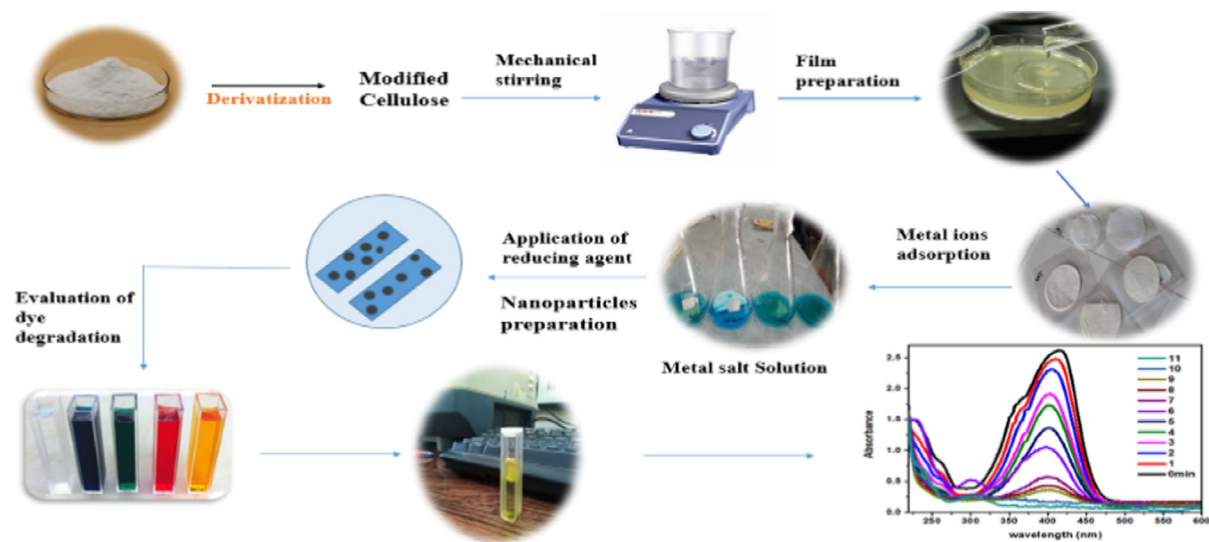 Derivatization
Modified
Cellulose
Mechanical
stirring
Film
preparation
Metal ions
adsorption
Metal salt Solution
Application of
reducing agent
Nanoparticles
preparation
Evaluation of
dye
degradation
Absorbance
2.5
2.0
1.5
1.0
0.5
0.0
250 300 350 400 450 500 550 600
wavelength (nm)
11
10
9
8
7
6
5
4
3
2
1
0min